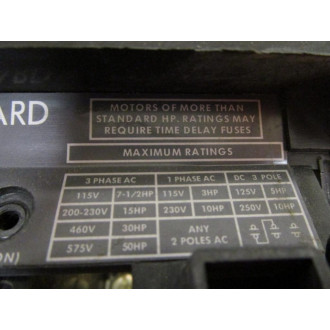 ARD
MOTORS OF MORE THAN
STANDARD HP. RATINGS MAY
REQUIRE TIME DELAY FUSES
MAXIMUM RATINGS
3 PHASE AC 1 PHASE AC DC 3 POLE
115V 7-1/2HP 115V 3HP 125V 5HP
200-230V 15HP 230V 10HP 250V 10HP
460V 30HP ANY
575V 50HP 2 POLES AC
ON)